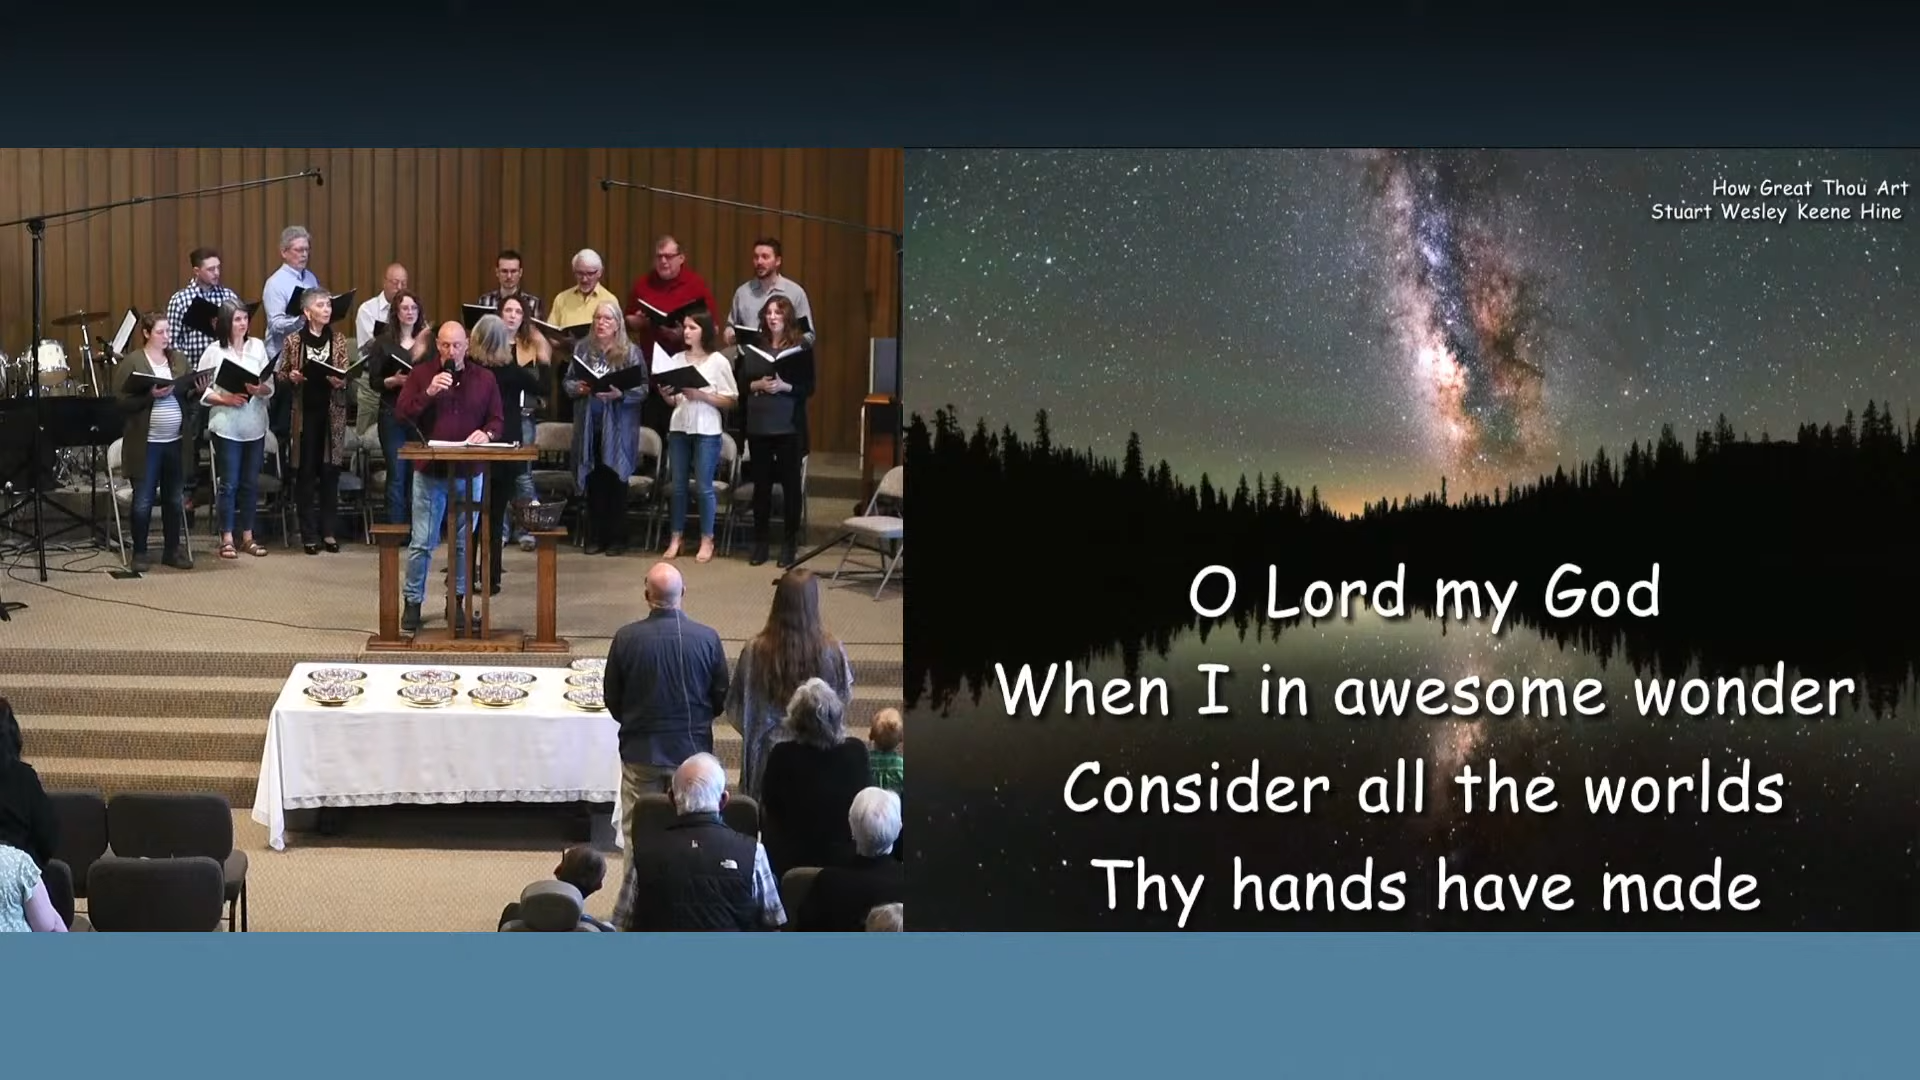 How Great Thou Art
Stuart Wesley Keene Hine
O Lord my God
When I in awesome wonder
Consider all the worlds
Thy hands have made